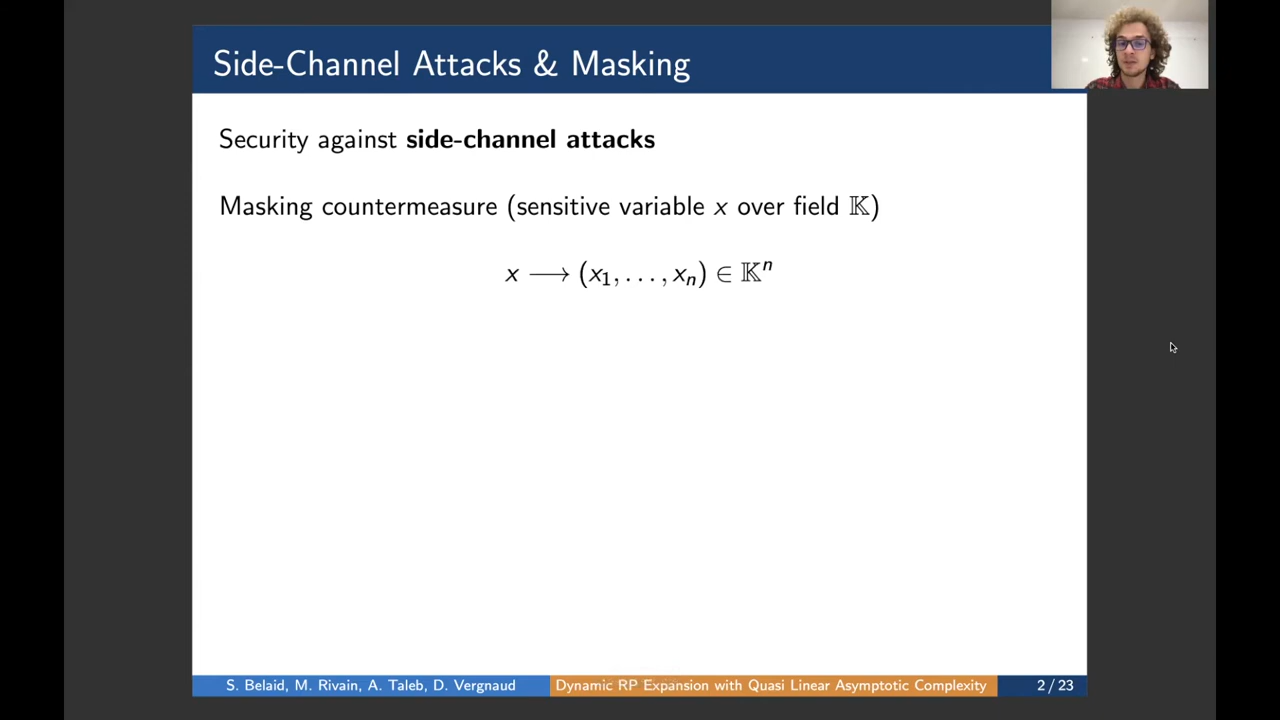 Side-Channel Attacks & Masking
Security against side-channel attacks
Masking countermeasure (sensitive variable x over field 𝕂)
x ⟶ (x₁, . . . , xₙ) ∈ 𝕂ⁿ
S. Belaid, M. Rivain, A. Taleb, D. Vergnaud
Dynamic RP Expansion with Quasi Linear Asymptotic Complexity
2 / 23